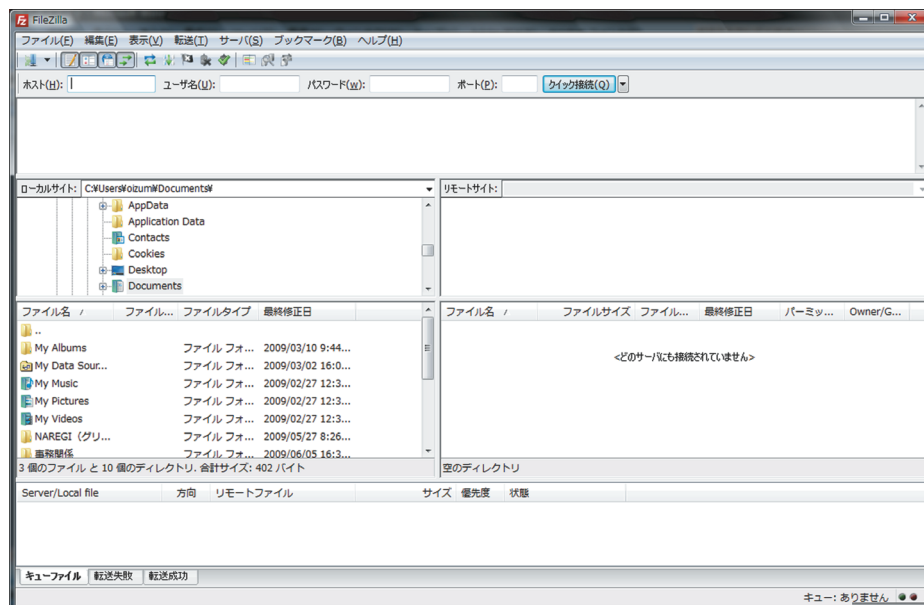 FileZilla
ファイル(F) 編集(E) 表示(V) 転送(T) サーバ(S) ブックマーク(B) ヘルプ(H)
ホスト(H): ユーザ名(U): パスワード(w): ポート(P): クイック接続(Q)
ローカルサイト: C:¥Users¥oizum¥Documents¥
AppData
Application Data
Contacts
Cookies
Desktop
Documents
リモートサイト:
ファイル名 / ファイル... ファイルタイプ 最終修正日
..
My Albums ファイル フォ... 2009/03/10 9:44...
My Data Sour... ファイル フォ... 2009/03/02 16:0...
My Music ファイル フォ... 2009/02/27 12:3...
My Pictures ファイル フォ... 2009/02/27 12:3...
My Videos ファイル フォ... 2009/02/27 12:3...
NAREGI（グリ... ファイル フォ... 2009/05/27 8:26...
事務関係 ファイル フォ... 2009/06/05 16:3...
3 個のファイル と 10 個のディレクトリ. 合計サイズ: 402 バイト
ファイル名 / ファイルサイズ ファイル... 最終修正日 パーミッ... Owner/G...
<どのサーバにも接続されていません>
空のディレクトリ
Server/Local file 方向 リモートファイル サイズ 優先度 状態
キューファイル 転送失敗 転送成功
キュー: ありません